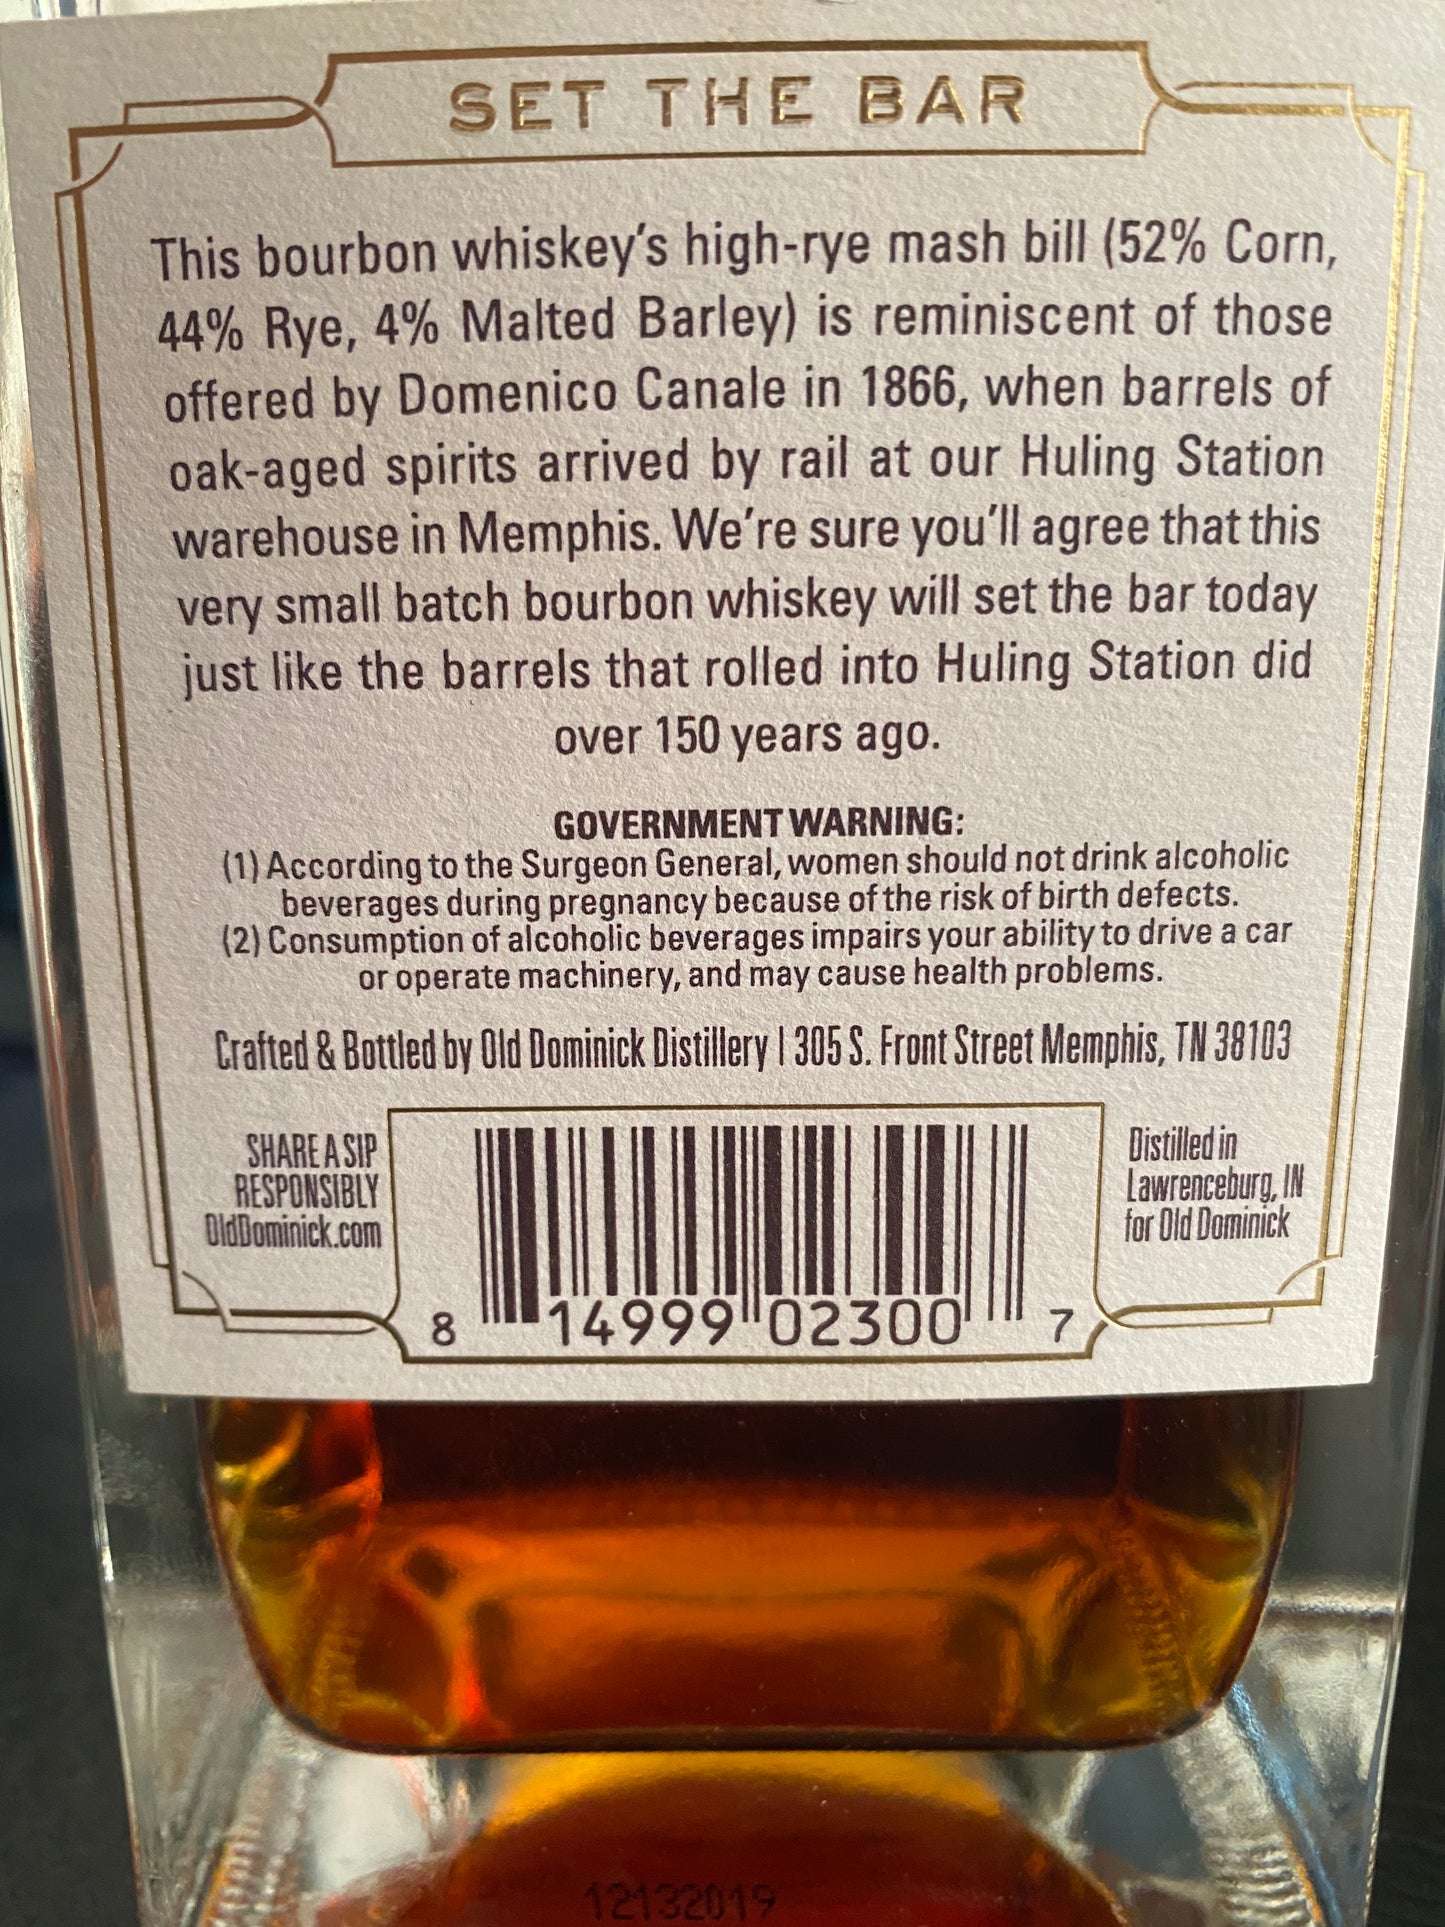 SET THE BAR
This bourbon whiskey's high-rye mash bill (52% Corn,
44% Rye, 4% Malted Barley) is reminiscent of those
offered by Domenico Canale in 1866, when barrels of
oak-aged spirits arrived by rail at our Huling Station
warehouse in Memphis. We're sure you'll agree that this
very small batch bourbon whiskey will set the bar today
just like the barrels that rolled into Huling Station did
over 150 years ago.
GOVERNMENT WARNING:
(1) According to the Surgeon General, women should not drink alcoholic
beverages during pregnancy because of the risk of birth defects.
(2) Consumption of alcoholic beverages impairs your ability to drive a car
or operate machinery, and may cause health problems.
Crafted & Bottled by Old Dominick Distillery | 305 S. Front Street Memphis, TN 38103
SHARE A SIP
RESPONSIBLY
OldDominick.com
8 14999 02300 7
Distilled in
Lawrenceburg, IN
for Old Dominick
12132019